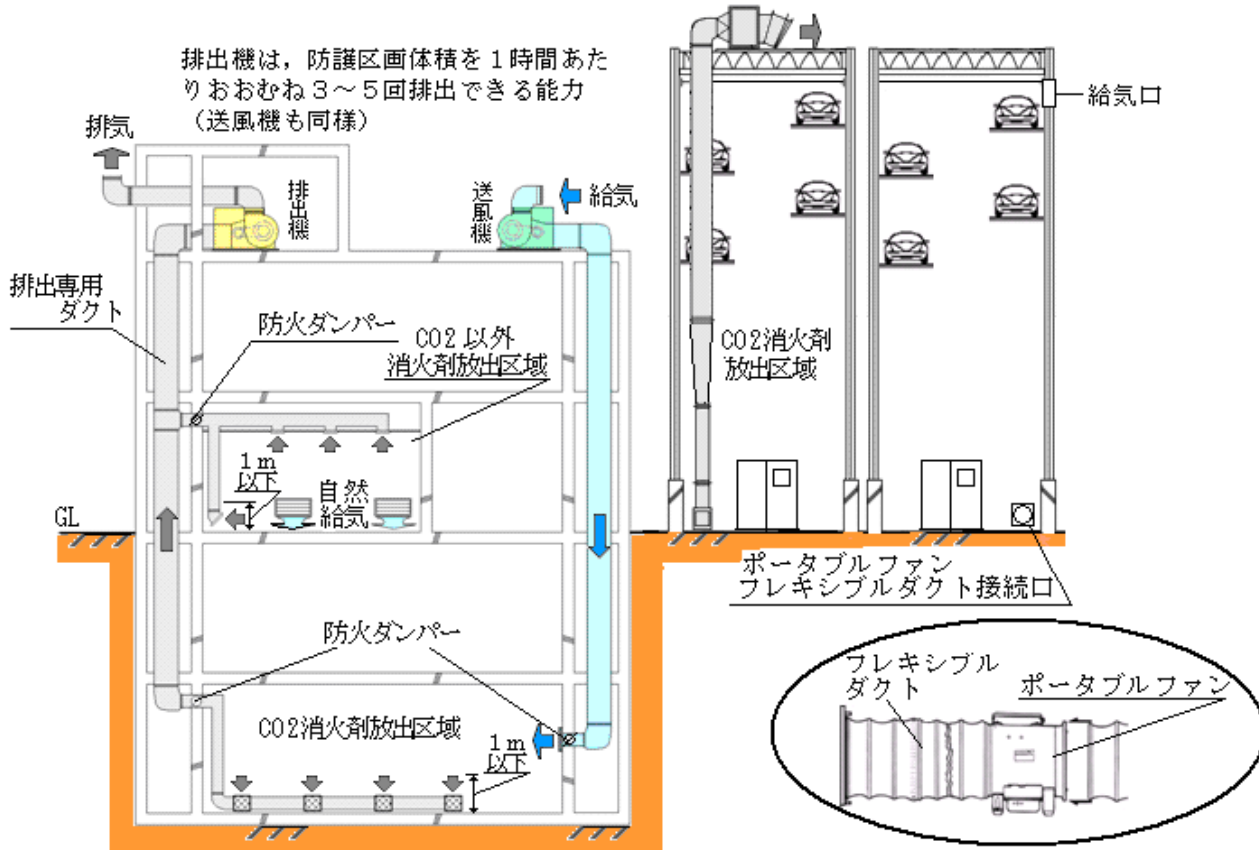 排出機は，防護区画体積を１時間あた
りおおむね３～５回排出できる能力
（送風機も同様）
排気
排出機
送風機
給気
給気口
排出専用
ダクト
防火ダンパー
CO2以外
消火剤放出区域
CO2消火剤
放出区域
1m
以下
自然
給気
GL
ポータブルファン
フレキシブルダクト接続口
防火ダンパー
CO2消火剤放出区域
1m
以下
フレキシブル
ダクト
ポータブルファン